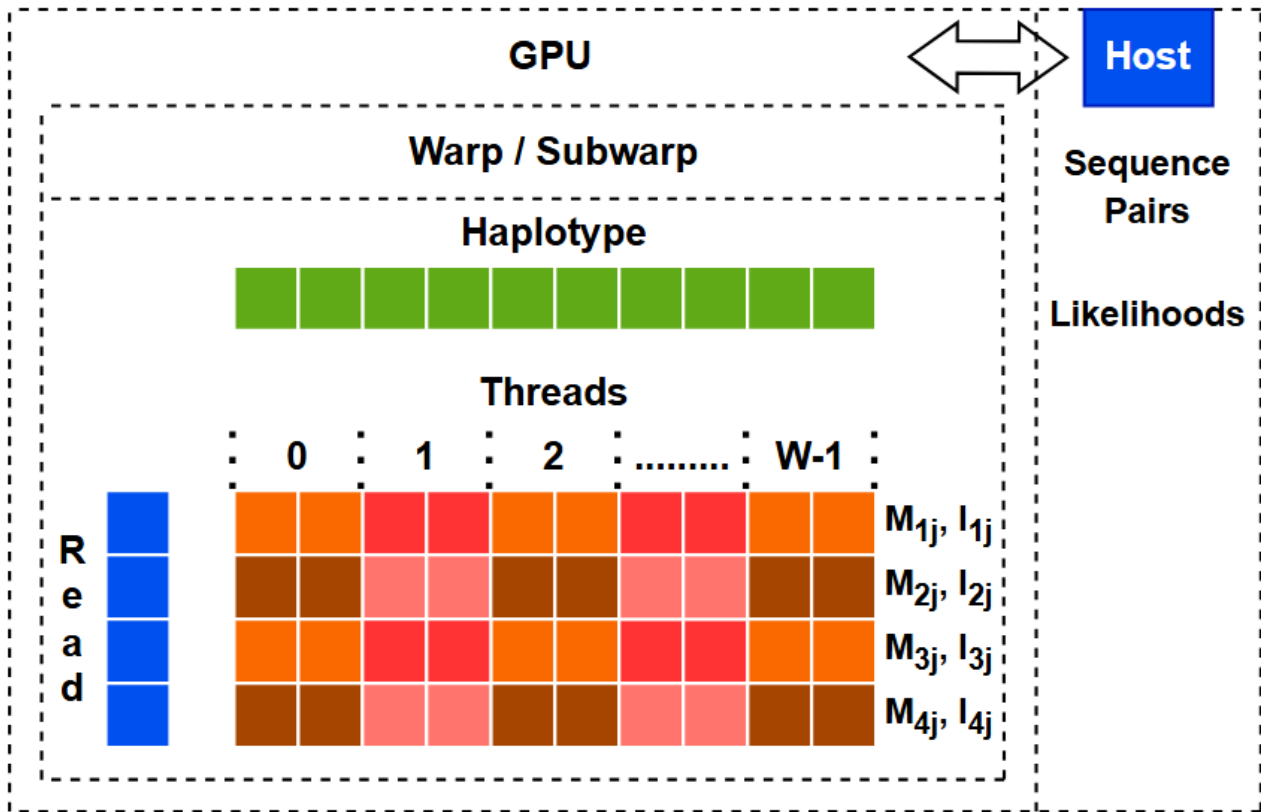 GPU
Host
Warp / Subwarp
Sequence
Pairs
Haplotype
Likelihoods
Threads
0 1 2 ......... W-1
Read
M1j, I1j
M2j, I2j
M3j, I3j
M4j, I4j